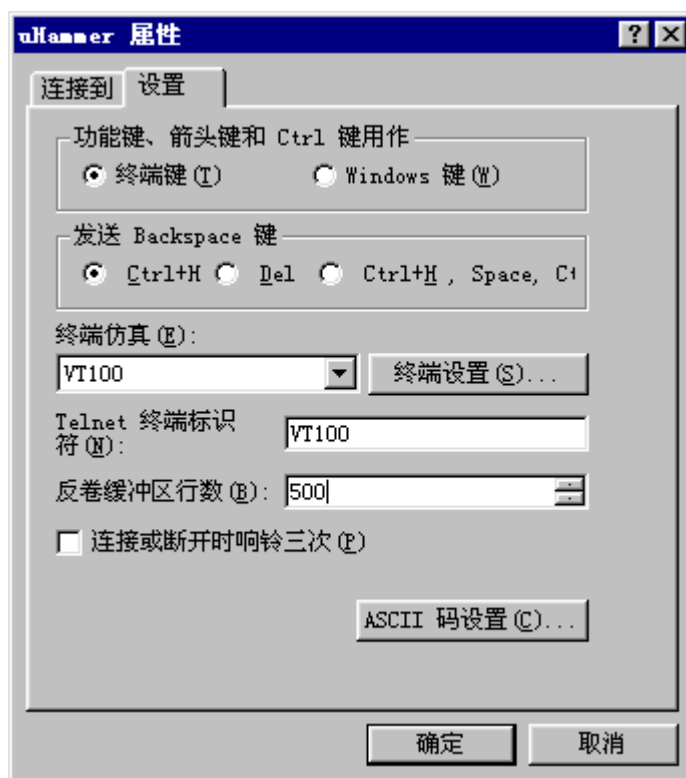 uHammer 属性
连接到 设置
功能键、箭头键和 Ctrl 键用作
终端键(T) Windows 键(W)
发送 Backspace 键
Ctrl+H Del Ctrl+H , Space, Ct
终端仿真(E):
VT100 终端设置(S)...
Telnet 终端标识
符(N): VT100
反卷缓冲区行数(B): 500
连接或断开时响铃三次(P)
ASCII 码设置(C)...
确定 取消